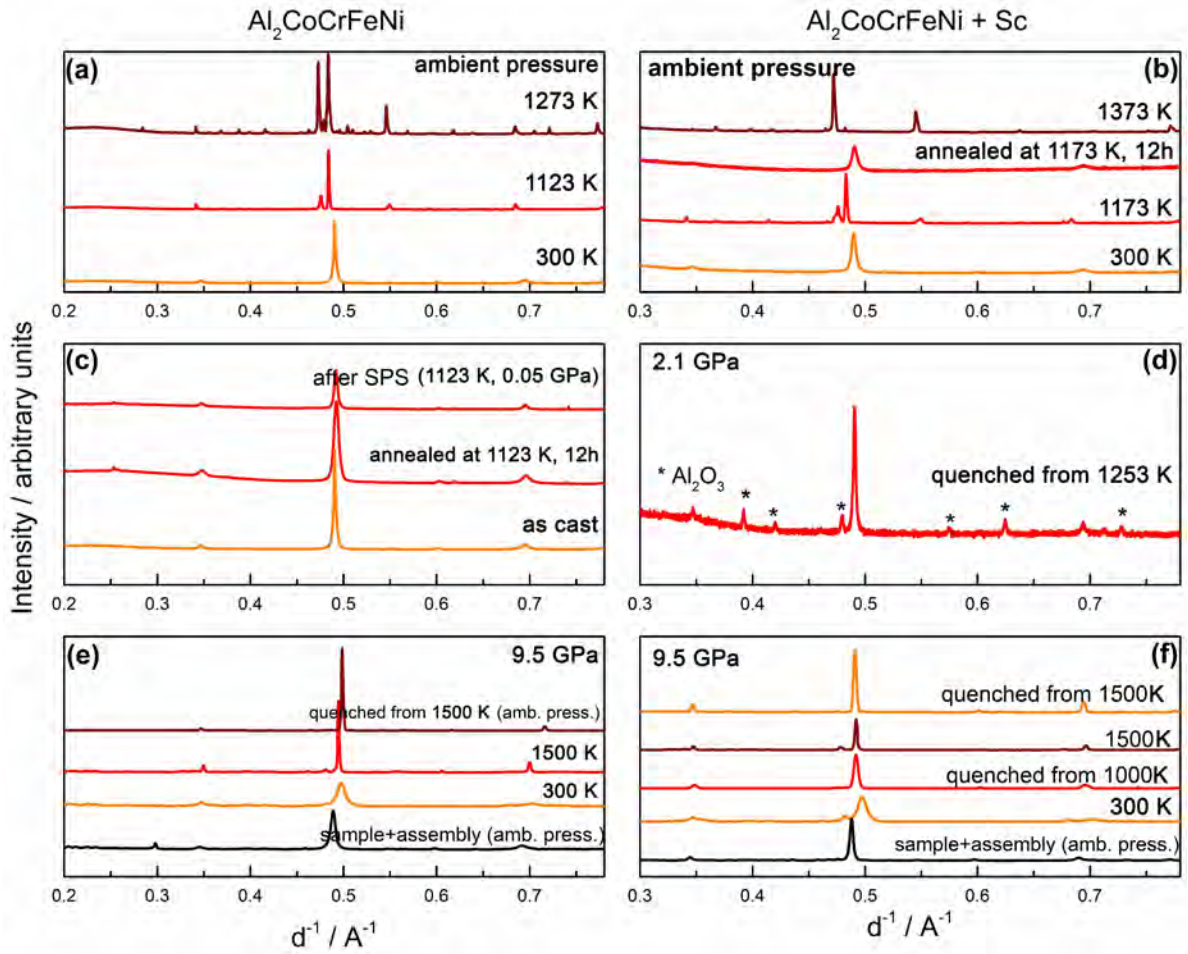 Al₂CoCrFeNi
Al₂CoCrFeNi + Sc
Intensity / arbitrary units
(a)
ambient pressure
1273 K
1123 K
300 K
0.2 0.3 0.4 0.5 0.6 0.7
ambient pressure
(b)
1373 K
annealed at 1173 K, 12h
1173 K
300 K
0.3 0.4 0.5 0.6 0.7
(c)
after SPS (1123 K, 0.05 GPa)
annealed at 1123 K, 12h
as cast
0.2 0.3 0.4 0.5 0.6 0.7
2.1 GPa
(d)
* Al₂O₃
quenched from 1253 K
* * * * * *
0.3 0.4 0.5 0.6 0.7
(e)
9.5 GPa
quenched from 1500 K (amb. press.)
1500 K
300 K
sample+assembly (amb. press.)
0.2 0.3 0.4 0.5 0.6 0.7
d⁻¹ / A⁻¹
9.5 GPa
(f)
quenched from 1500K
1500K
quenched from 1000K
300 K
sample+assembly (amb. press.)
0.3 0.4 0.5 0.6 0.7
d⁻¹ / A⁻¹